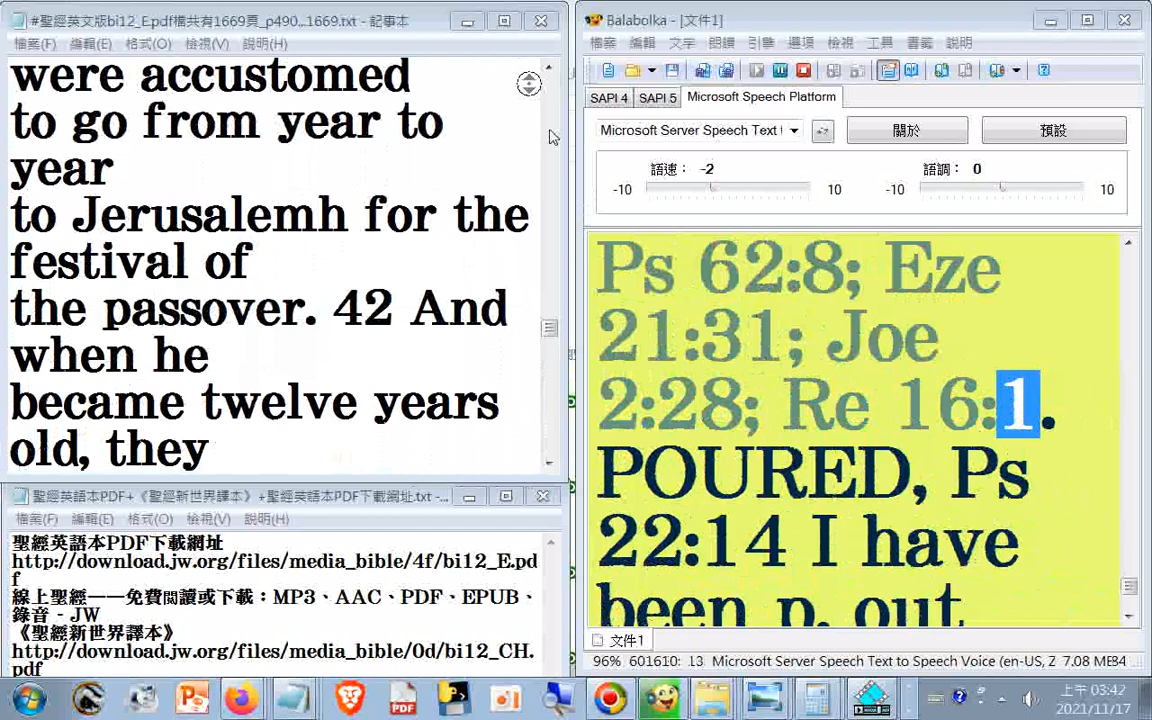 #聖經英文版bi12_E.pdf檔共有1669頁_p490...1669.txt - 記事本
檔案(F) 編輯(E) 格式(O) 檢視(V) 說明(H)
were accustomed
to go from year to
year
to Jerusalemh for the
festival of
the passover. 42 And
when he
became twelve years
old, they
聖經英語本PDF+《聖經新世界譯本》+聖經英語本PDF下載網址.txt -...
檔案(F) 編輯(E) 格式(O) 檢視(V) 說明(H)
聖經英語本PDF下載網址
http://download.jw.org/files/media_bible/4f/bi12_E.pd
f
線上聖經——免費閱讀或下載：MP3、AAC、PDF、EPUB、
錄音 - JW
《聖經新世界譯本》
http://download.jw.org/files/media_bible/0d/bi12_CH.
pdf
Balabolka - [文件1]
檔案 編輯 文字 朗讀 引擎 選項 檢視 工具 書籤 說明
SAPI 4 SAPI 5 Microsoft Speech Platform
Microsoft Server Speech Text 關於 預設
語速： -2 語調： 0
-10 10 -10 10
Ps 62:8; Eze
21:31; Joe
2:28; Re 16:1.
POURED, Ps
22:14 I have
been p. out
文件1
96% 601610: 13 Microsoft Server Speech Text to Speech Voice (en-US, Z 7.08 MB
PDF
上午 03:42
2021/11/17